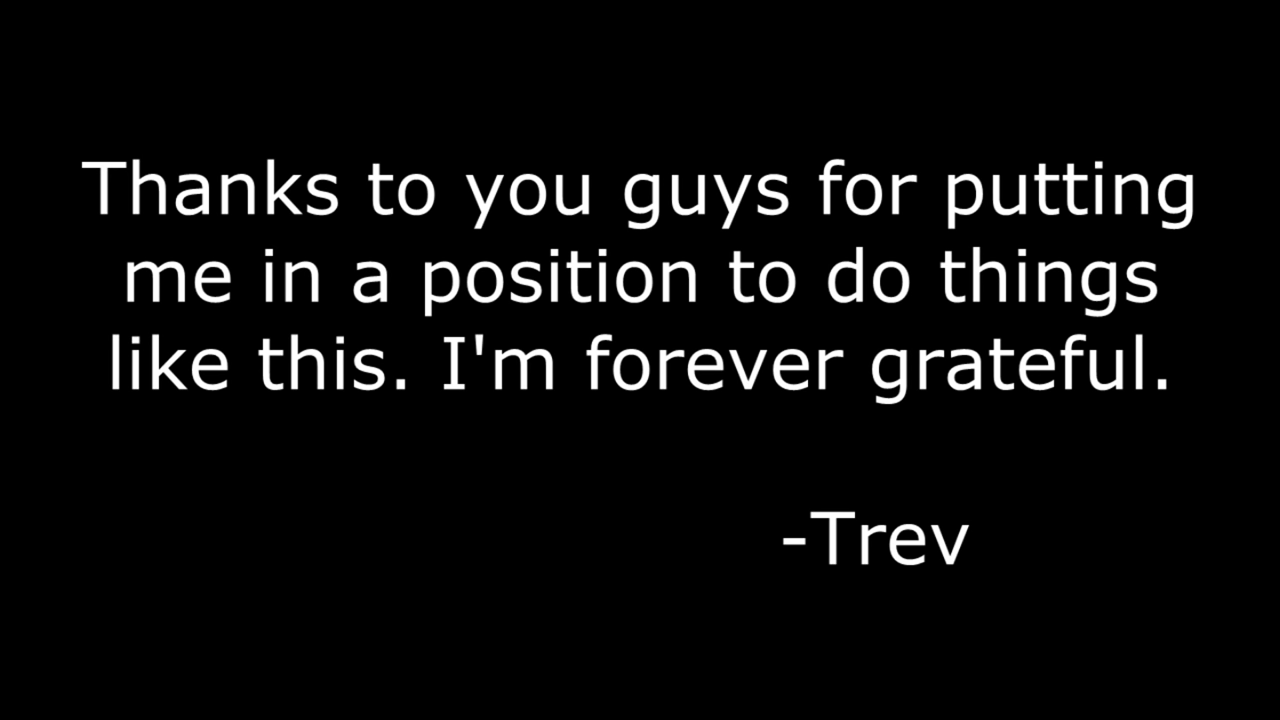 Thanks to you guys for putting
me in a position to do things
like this. I'm forever grateful.
-Trev